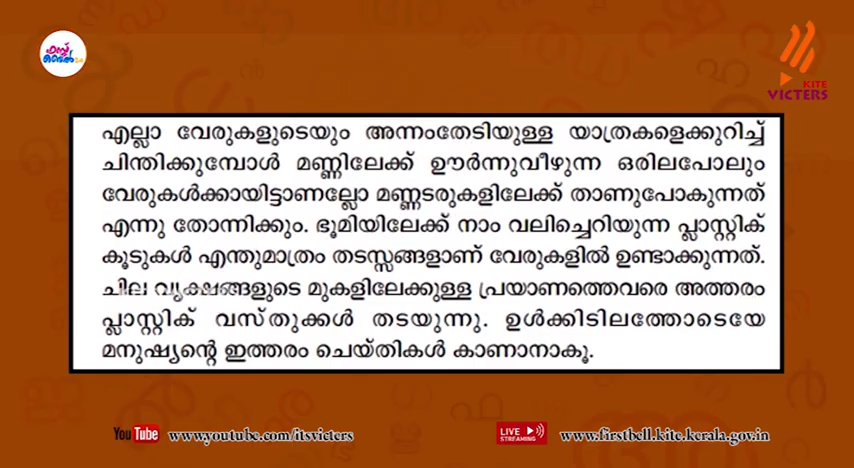 ഫസ്റ്റ്
ബെൽ 2.0
KITE
VICTERS
എല്ലാ വേരുകളുടെയും അന്നംതേടിയുള്ള യാത്രകളെക്കുറിച്ച്
ചിന്തിക്കുമ്പോൾ മണ്ണിലേക്ക് ഊർന്നുവീഴുന്ന ഒരിലപോലും
വേരുകൾക്കായിട്ടാണല്ലോ മണ്ണടരുകളിലേക്ക് താണുപോകുന്നത്
എന്നു തോന്നിക്കും. ഭൂമിയിലേക്ക് നാം വലിച്ചെറിയുന്ന പ്ലാസ്റ്റിക്
കൂടുകൾ എന്തുമാത്രം തടസ്സങ്ങളാണ് വേരുകളിൽ ഉണ്ടാക്കുന്നത്.
ചില വൃക്ഷങ്ങളുടെ മുകളിലേക്കുള്ള പ്രയാണത്തെവരെ അത്തരം
പ്ലാസ്റ്റിക് വസ്തുക്കൾ തടയുന്നു. ഉൾക്കിടിലത്തോടെയേ
മനുഷ്യന്റെ ഇത്തരം ചെയ്തികൾ കാണാനാകൂ.
YouTube www.youtube.com/itsvicters
LIVE STREAMING www.firstbell.kite.kerala.gov.in